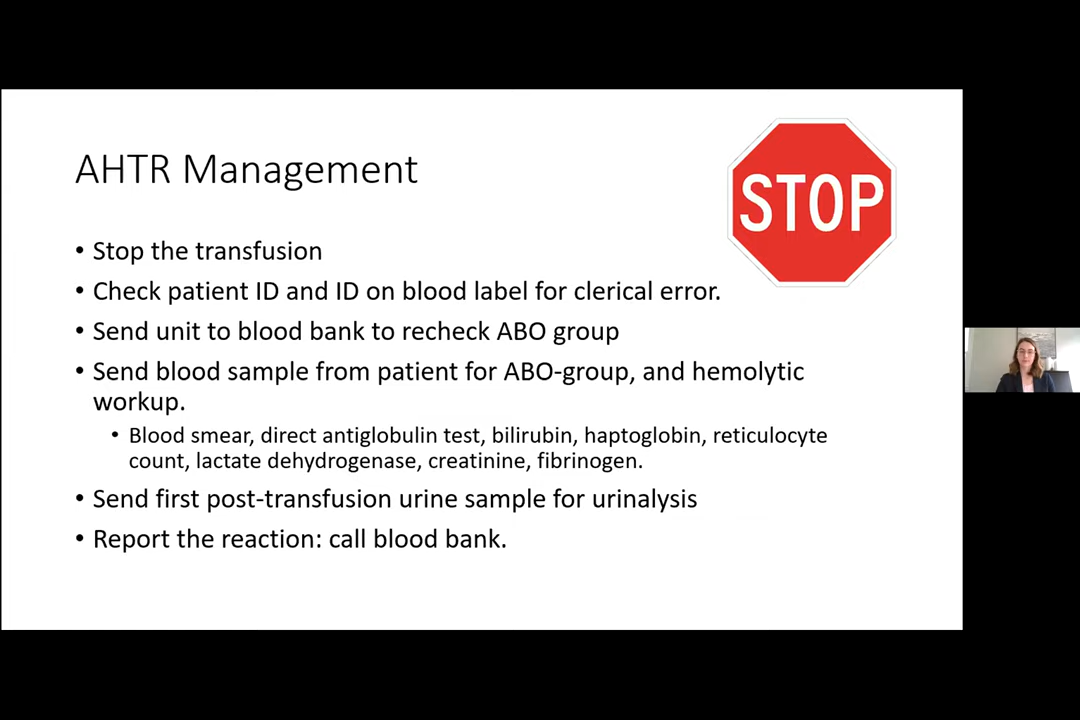 STOP
AHTR Management
• Stop the transfusion
• Check patient ID and ID on blood label for clerical error.
• Send unit to blood bank to recheck ABO group
• Send blood sample from patient for ABO-group, and hemolytic
workup.
• Blood smear, direct antiglobulin test, bilirubin, haptoglobin, reticulocyte
count, lactate dehydrogenase, creatinine, fibrinogen.
• Send first post-transfusion urine sample for urinalysis
• Report the reaction: call blood bank.